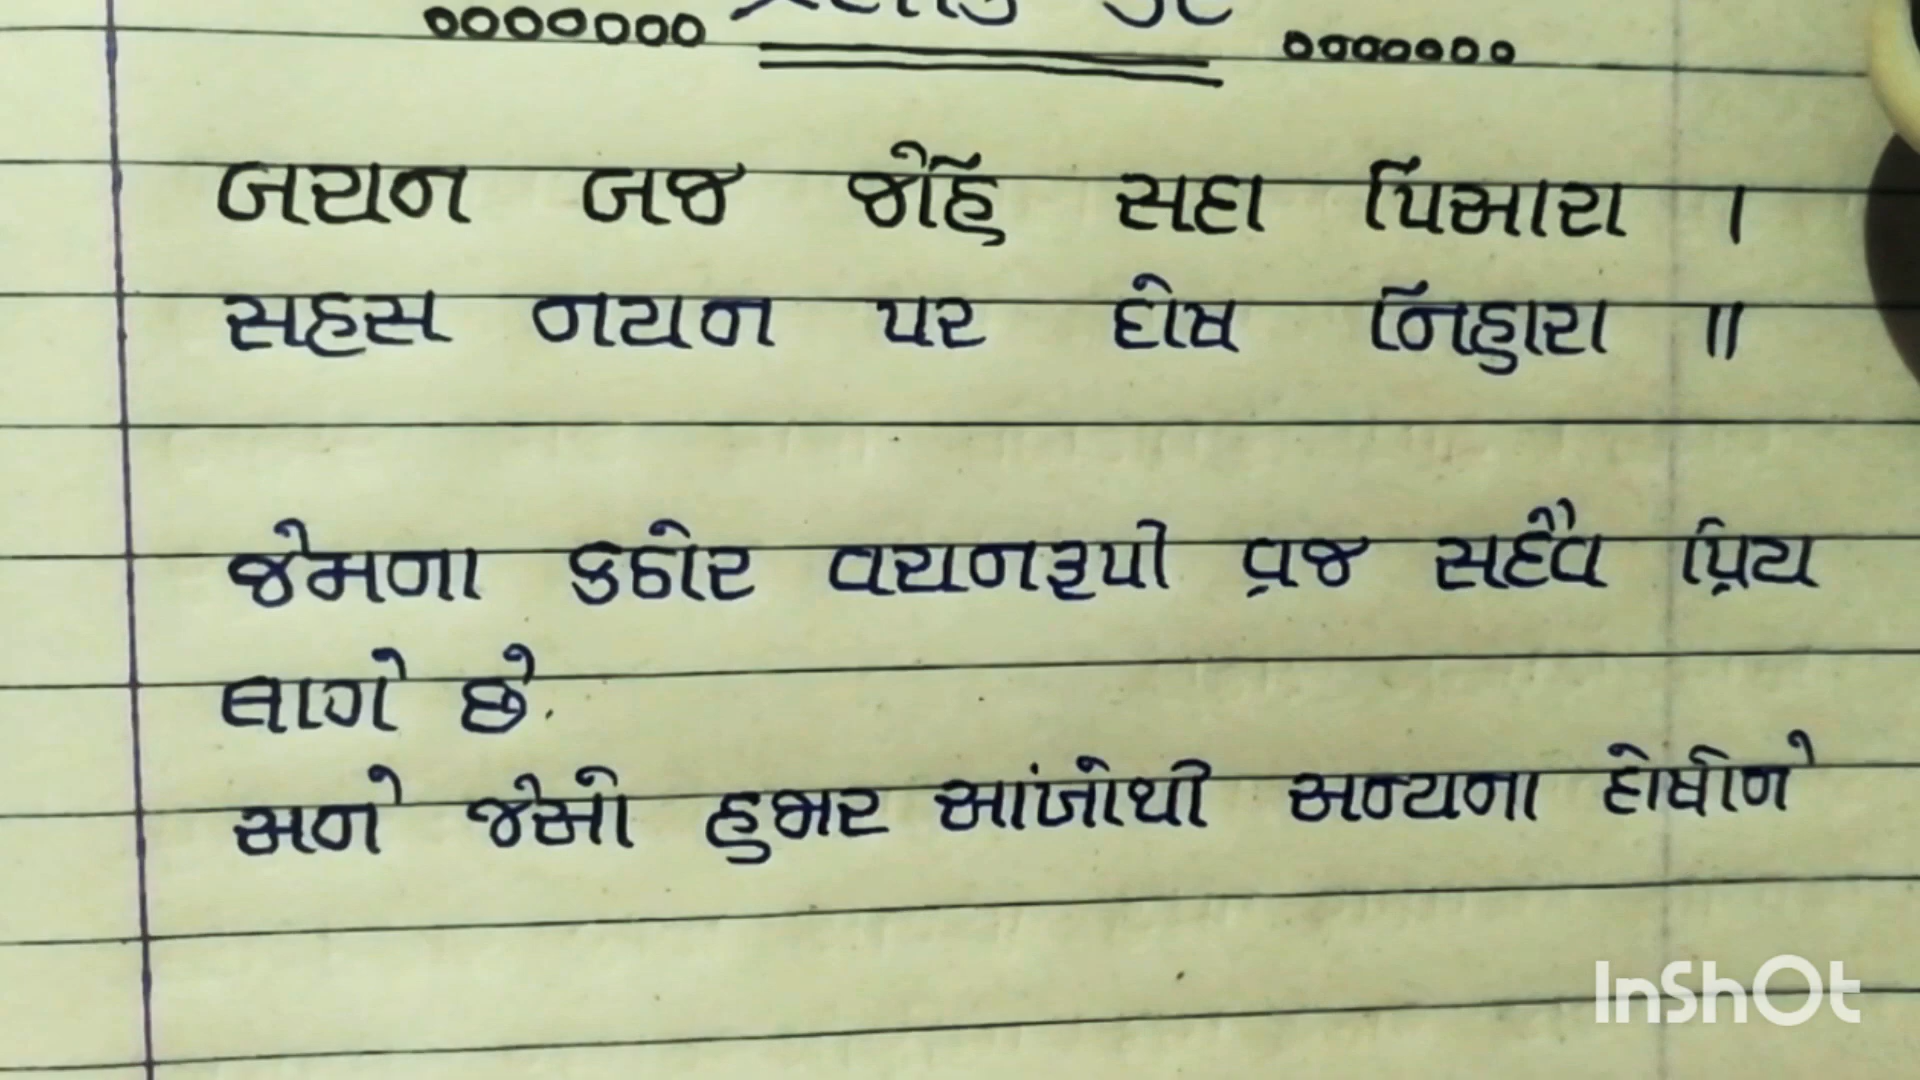 બચન બજ્ર જેહિ સદા પિઆરા ।
સહસ નયન પર દોષ નિહારા ॥
જેમના કઠોર વચનરૂપી વ્રજ સદૈવ પ્રિય
લાગે છે.
અને જેઓ હજાર આંખોથી અન્યના દોષોને
InShOt